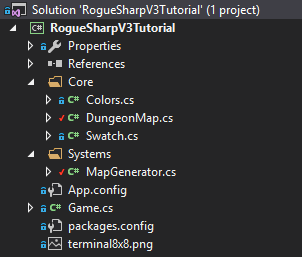 Solution 'RogueSharpV3Tutorial' (1 project)
C# RogueSharpV3Tutorial
Properties
References
Core
C# Colors.cs
C# DungeonMap.cs
C# Swatch.cs
Systems
C# MapGenerator.cs
App.config
C# Game.cs
packages.config
terminal8x8.png